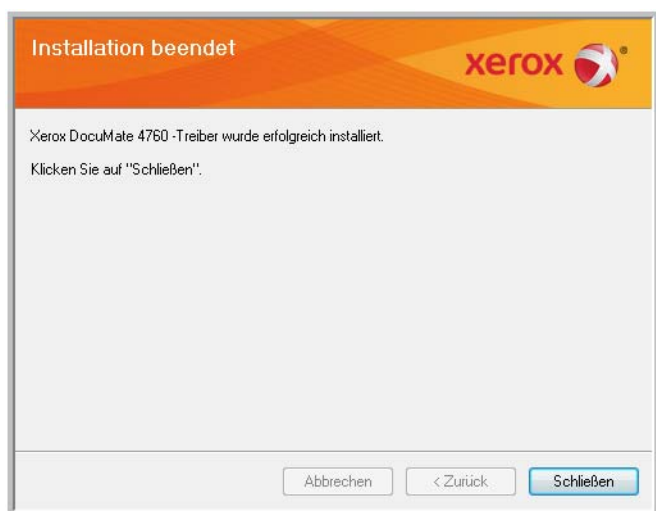 Installation beendet
xerox
Xerox DocuMate 4760 -Treiber wurde erfolgreich installiert.
Klicken Sie auf "Schließen".
Abbrechen
< Zurück
Schließen